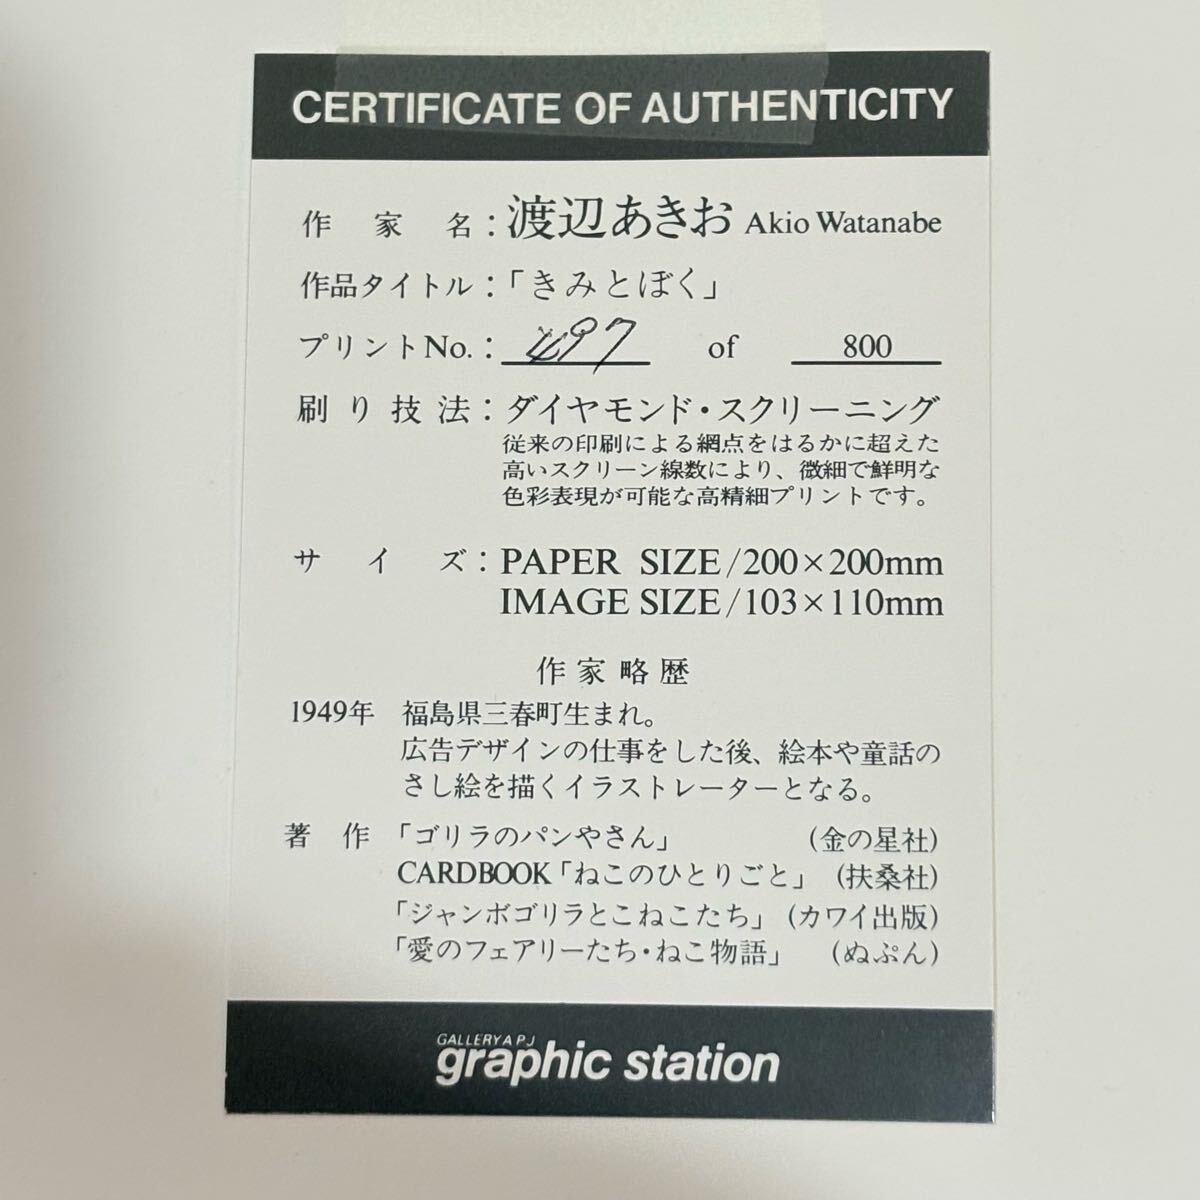 CERTIFICATE OF AUTHENTICITY
作家名：渡辺あきお Akio Watanabe
作品タイトル：「きみとぼく」
プリントNo.：497 of 800
刷り技法：ダイヤモンド・スクリーニング
従来の印刷による網点をはるかに超えた
高いスクリーン線数により、微細で鮮明な
色彩表現が可能な高精細プリントです。
サイズ：PAPER SIZE/200×200mm
IMAGE SIZE/103×110mm
作家略歴
1949年 福島県三春町生まれ。
広告デザインの仕事をした後、絵本や童話の
さし絵を描くイラストレーターとなる。
著作 「ゴリラのパンやさん」 (金の星社)
CARDBOOK「ねこのひとりごと」 (扶桑社)
「ジャンボゴリラとこねこたち」 (カワイ出版)
「愛のフェアリーたち・ねこ物語」 (ぬぷん)
GALLERY A P J
graphic station